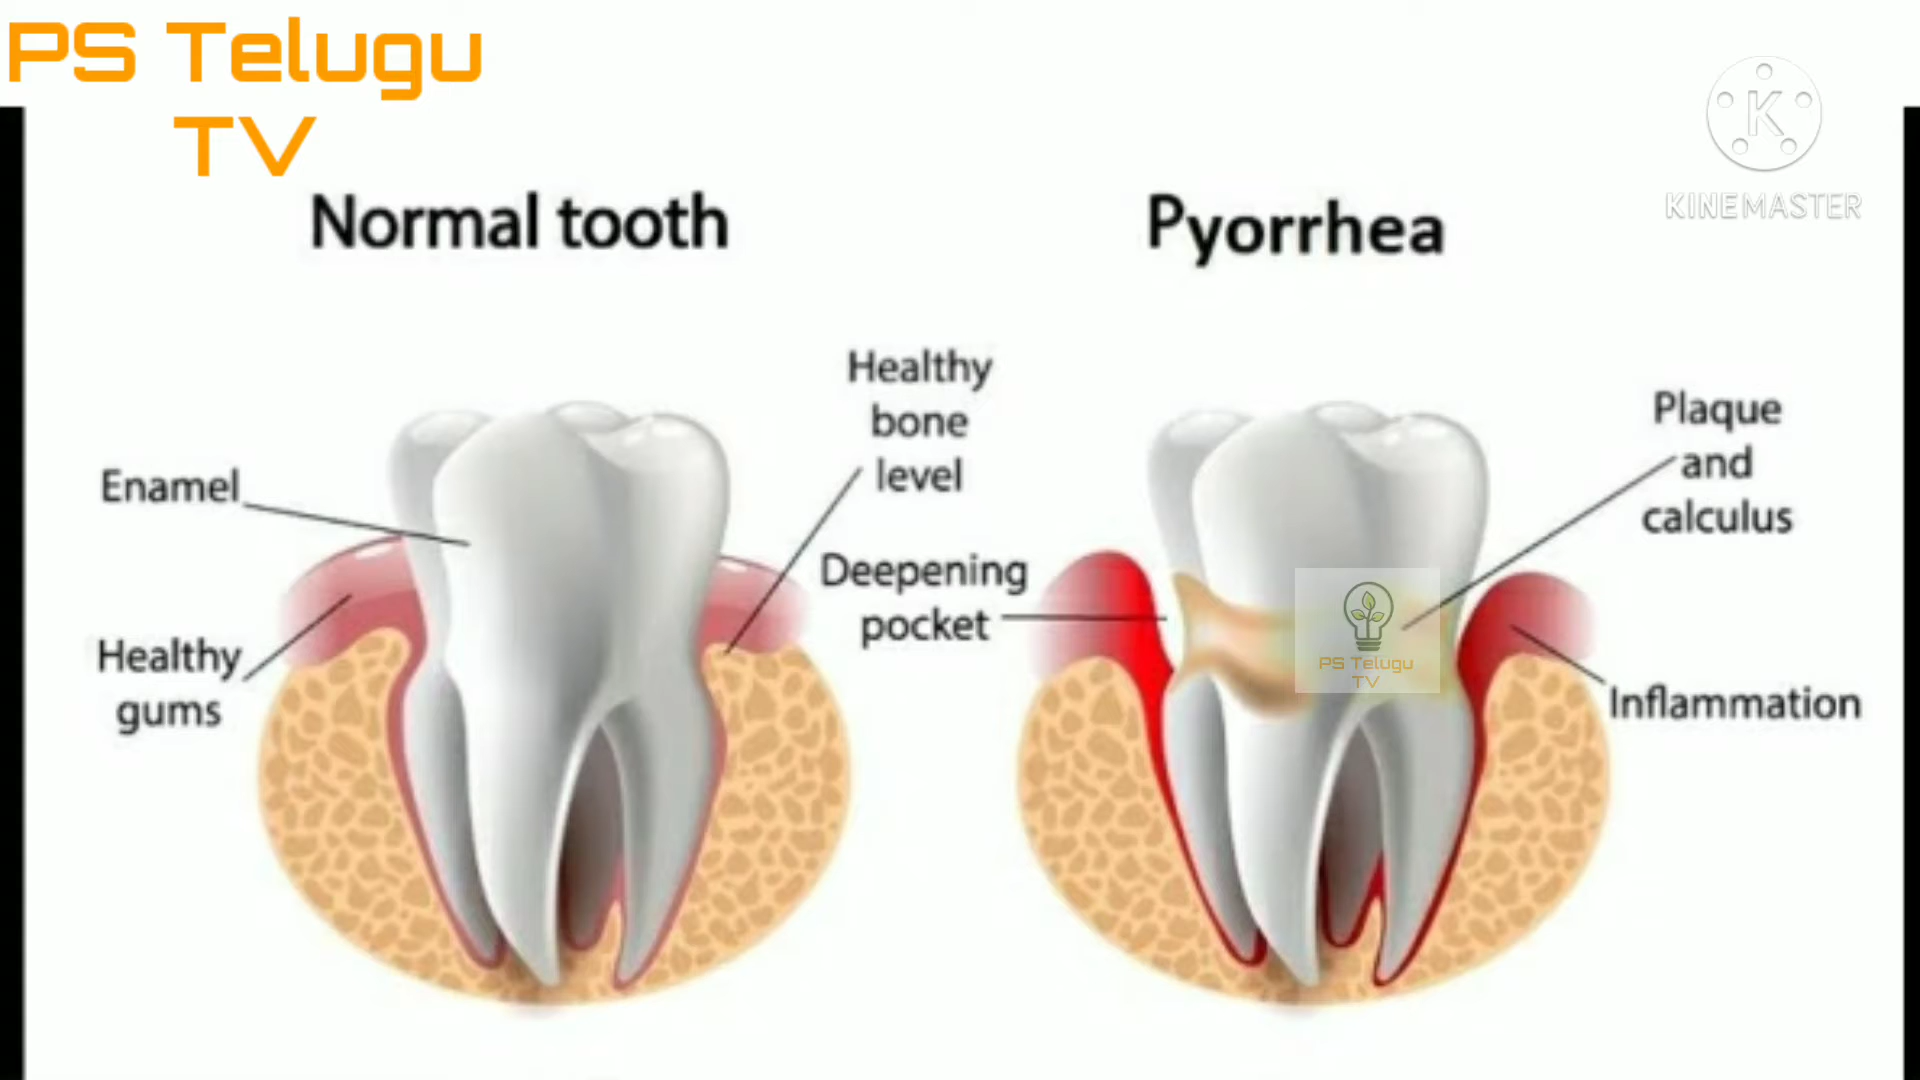 PS Telugu
TV
KINEMASTER
Normal tooth
Pyorrhea
Enamel
Healthy
gums
Healthy
bone
level
Deepening
pocket
Plaque
and
calculus
Inflammation
PS Telugu
TV